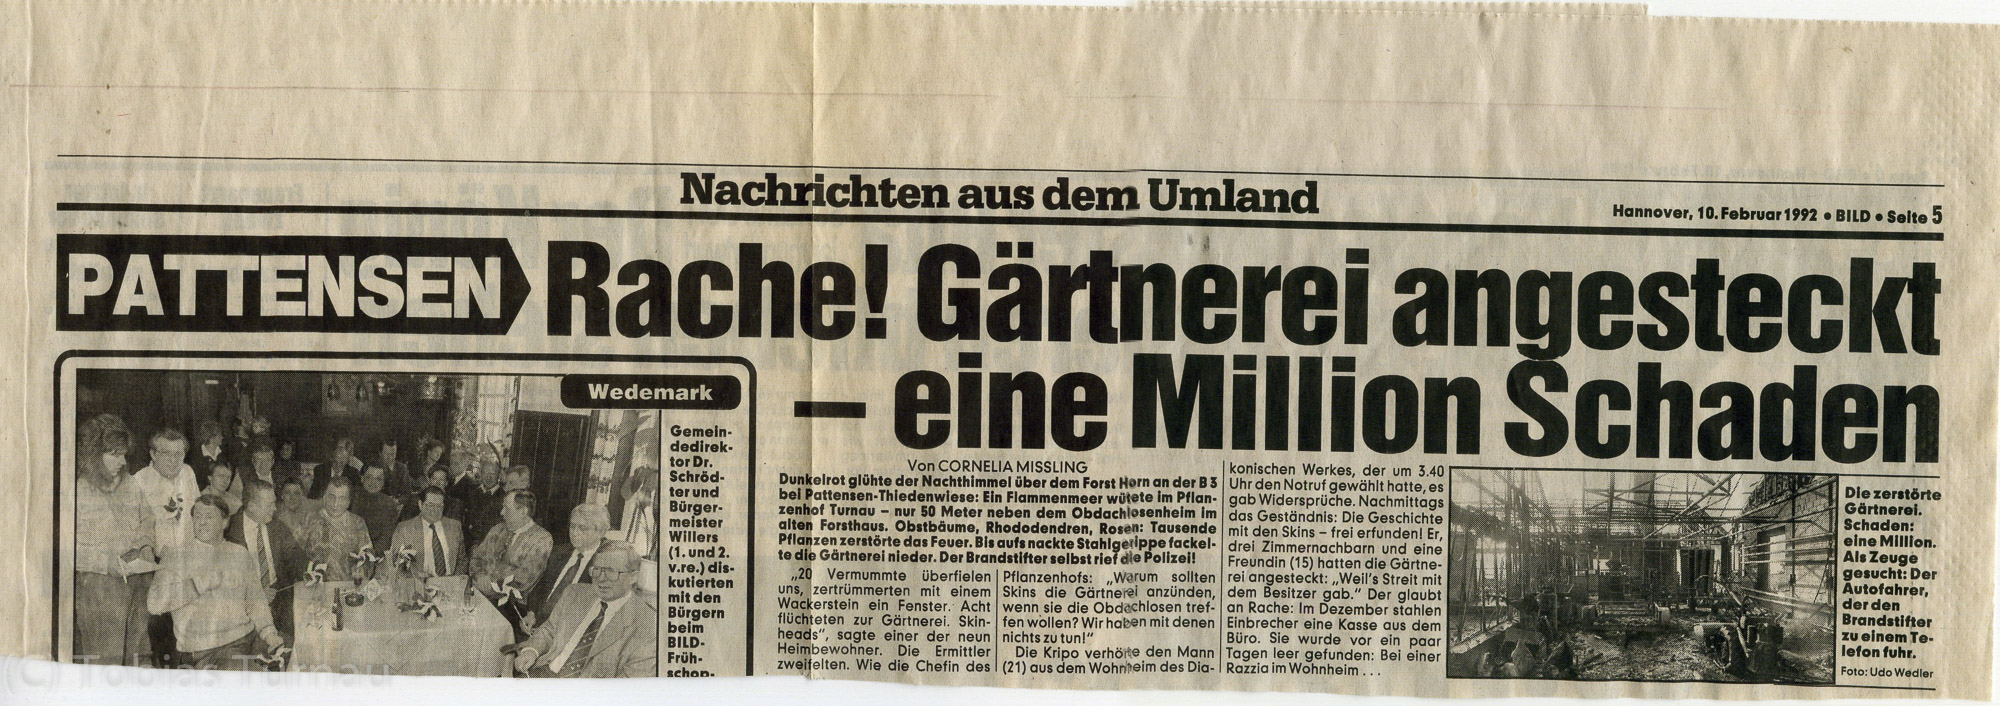 Nachrichten aus dem Umland
Hannover, 10. Februar 1992 • BILD • Seite 5
PATTENSEN
Rache! Gärtnerei angesteckt
– eine Million Schaden
Wedemark
Gemein-
dedirek-
tor Dr.
Schröd-
ter und
Bürger-
meister
Willers
(1. und 2.
v.re.) dis-
kutierten
mit den
Bürgern
beim
BILD-
Früh-
schop-
Von CORNELIA MISSLING
Dunkelrot glühte der Nachthimmel über dem Forst Horn an der B 3
bei Pattensen-Thiedenwiese: Ein Flammenmeer wütete im Pflan-
zenhof Turnau – nur 50 Meter neben dem Obdachlosenheim im
alten Forsthaus. Obstbäume, Rhododendren, Rosen: Tausende
Pflanzen zerstörte das Feuer. Bis aufs nackte Stahlgerippe fackel-
te die Gärtnerei nieder. Der Brandstifter selbst rief die Polizei!
„20 Vermummte überfielen
uns, zertrümmerten mit einem
Wackerstein ein Fenster. Acht
flüchteten zur Gärtnerei. Skin-
heads”, sagte einer der neun
Heimbewohner. Die Ermittler
zweifelten. Wie die Chefin des
Pflanzenhofs: „Warum sollten
Skins die Gärtnerei anzünden,
wenn sie die Obdachlosen tref-
fen wollen? Wir haben mit denen
nichts zu tun!”
Die Kripo verhörte den Mann
(21) aus dem Wohnheim des Dia-
konischen Werkes, der um 3.40
Uhr den Notruf gewählt hatte, es
gab Widersprüche. Nachmittags
das Geständnis: Die Geschichte
mit den Skins – frei erfunden! Er,
drei Zimmernachbarn und eine
Freundin (15) hatten die Gärtne-
rei angesteckt: „Weil's Streit mit
dem Besitzer gab.” Der glaubt
an Rache: Im Dezember stahlen
Einbrecher eine Kasse aus dem
Büro. Sie wurde vor ein paar
Tagen leer gefunden: Bei einer
Razzia im Wohnheim . . .
Die zerstörte
Gärtnerei.
Schaden:
eine Million.
Als Zeuge
gesucht: Der
Autofahrer,
der den
Brandstifter
zu einem Te-
lefon fuhr.
Foto: Udo Wedler
(C) Tobias Turnau